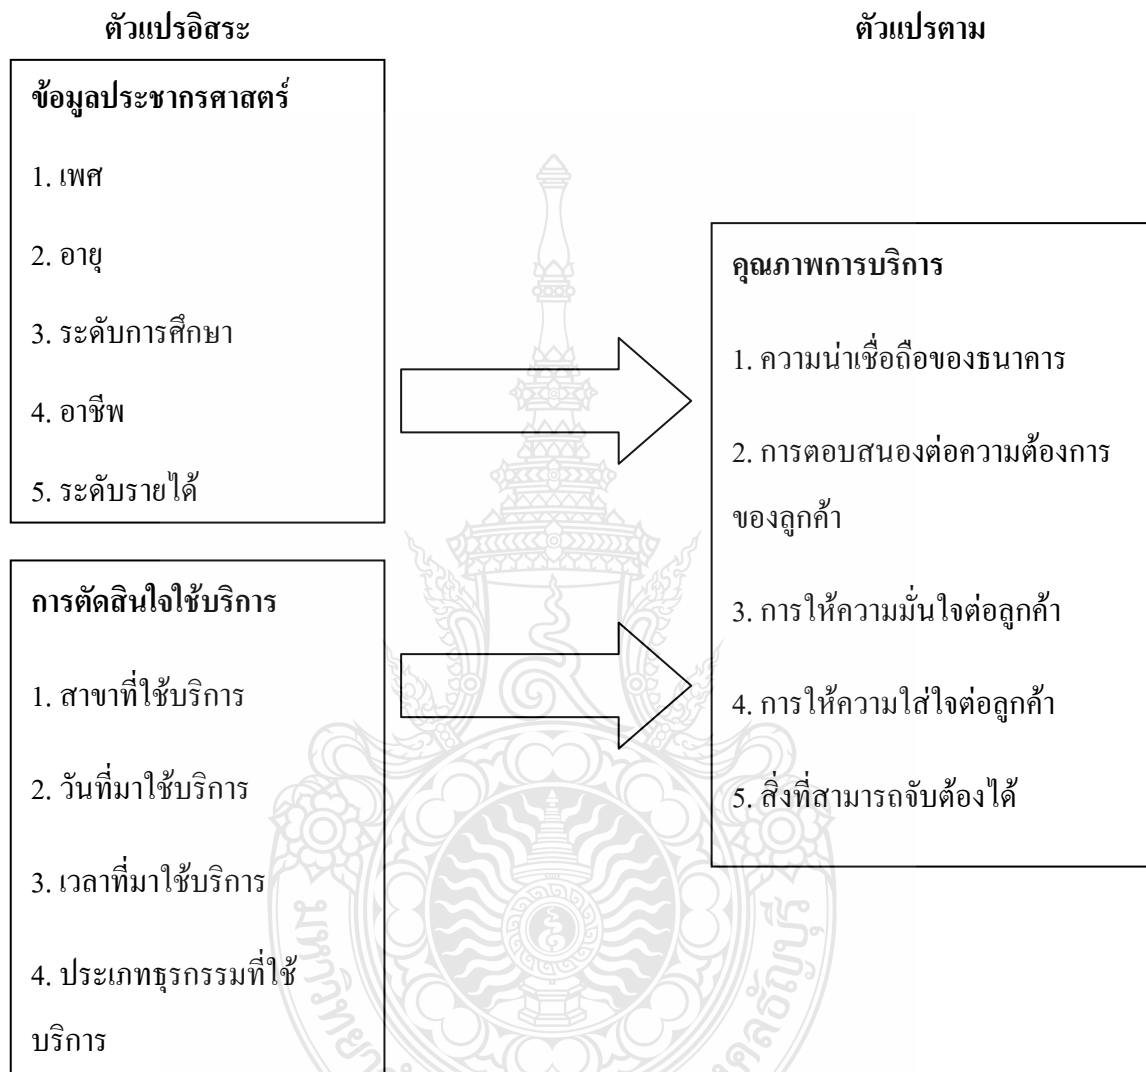 ตัวแปรอิสระ
ตัวแปรตาม
ข้อมูลประชากรศาสตร์
1. เพศ
2. อายุ
3. ระดับการศึกษา
4. อาชีพ
5. ระดับรายได้
การตัดสินใจใช้บริการ
1. สาขาที่ใช้บริการ
2. วันที่มาใช้บริการ
3. เวลาที่มาใช้บริการ
4. ประเภทธุรกรรมที่ใช้
บริการ
คุณภาพการบริการ
1. ความน่าเชื่อถือของธนาคาร
2. การตอบสนองต่อความต้องการ
ของลูกค้า
3. การให้ความมั่นใจต่อลูกค้า
4. การให้ความใส่ใจต่อลูกค้า
5. สิ่งที่สามารถจับต้องได้